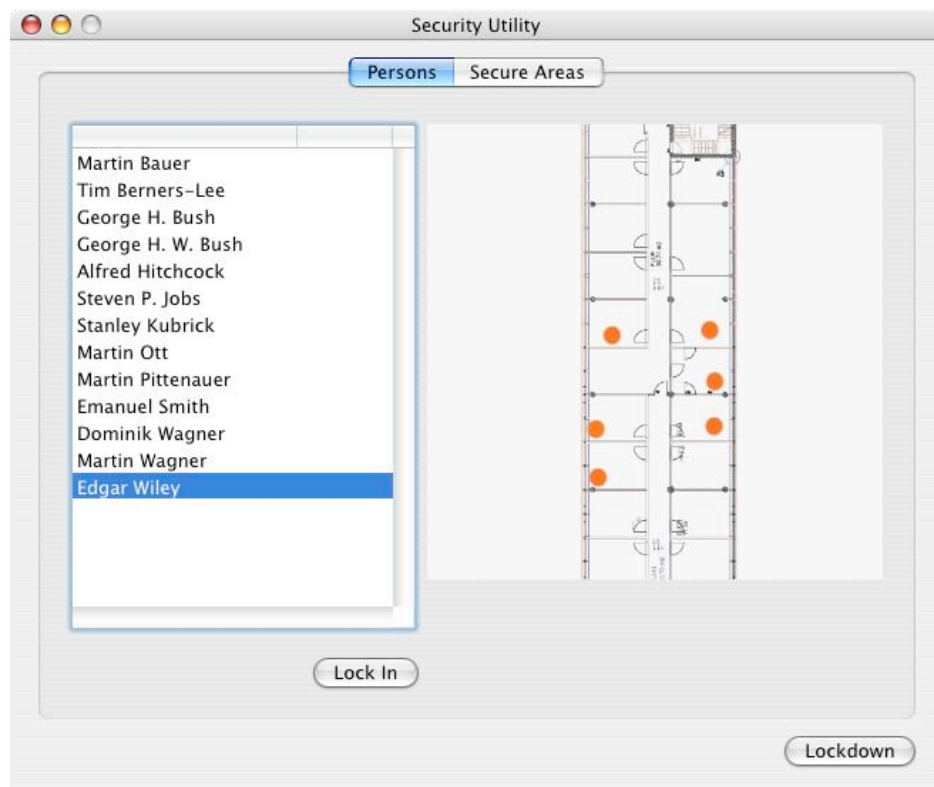 Security Utility
Persons
Secure Areas
Martin Bauer
Tim Berners-Lee
George H. Bush
George H. W. Bush
Alfred Hitchcock
Steven P. Jobs
Stanley Kubrick
Martin Ott
Martin Pittenauer
Emanuel Smith
Dominik Wagner
Martin Wagner
Edgar Wiley
Lock In
Lockdown